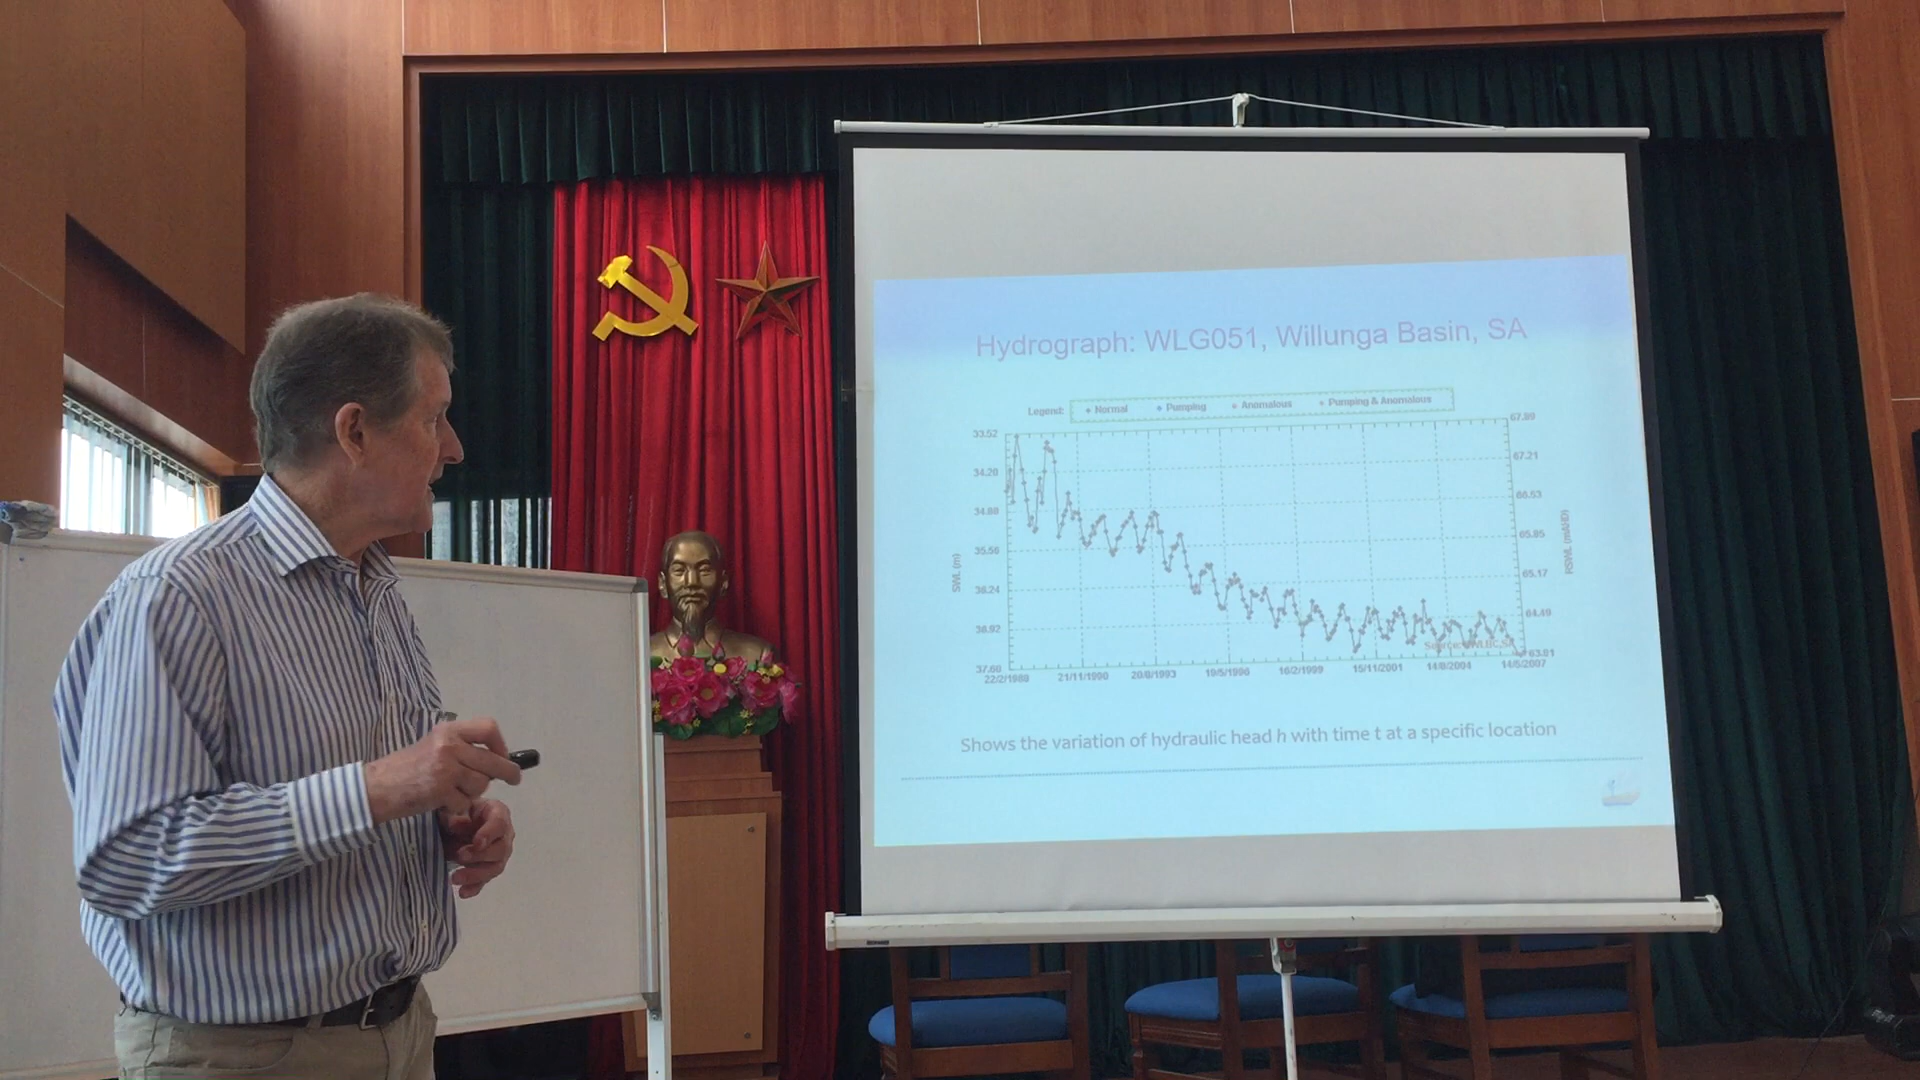 Hydrograph: WLG051, Willunga Basin, SA
Legend: Normal Pumping Anomalous Pumping & Anomalous
33.52
34.20
34.88
35.56
36.24
36.92
37.60
SWL (m)
67.89
67.21
66.53
65.85
65.17
64.49
63.81
RSWL (mAHD)
22/2/1988 21/11/1990 20/8/1993 19/5/1996 16/2/1999 15/11/2001 14/8/2004 14/5/2007
Shows the variation of hydraulic head h with time t at a specific location